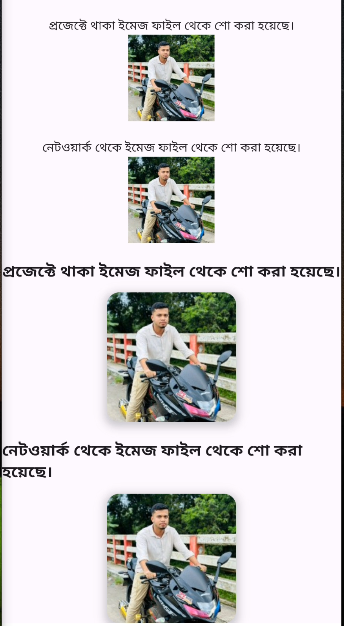 প্রজেক্টে থাকা ইমেজ ফাইল থেকে শো করা হয়েছে।
নেটওয়ার্ক থেকে ইমেজ ফাইল থেকে শো করা হয়েছে।
প্রজেক্টে থাকা ইমেজ ফাইল থেকে শো করা হয়েছে।
নেটওয়ার্ক থেকে ইমেজ ফাইল থেকে শো করা
হয়েছে।